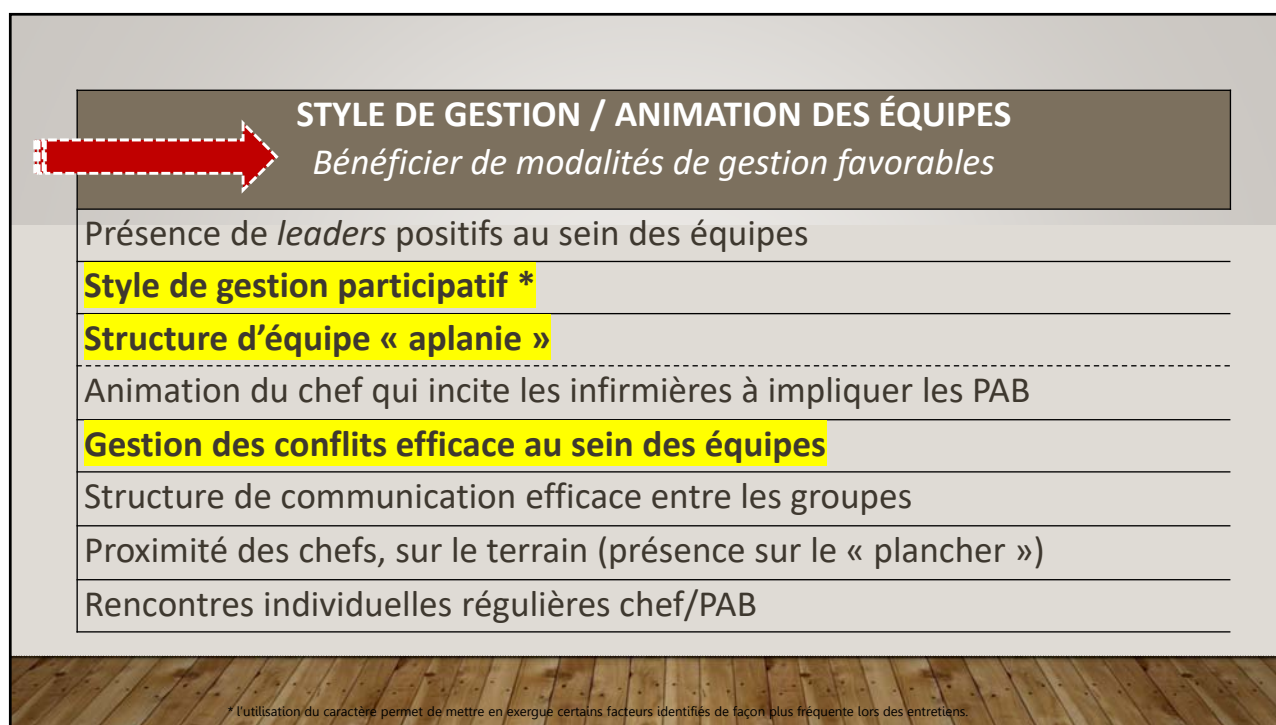 STYLE DE GESTION / ANIMATION DES ÉQUIPES
Bénéficier de modalités de gestion favorables
Présence de leaders positifs au sein des équipes
Style de gestion participatif *
Structure d'équipe « aplanie »
Animation du chef qui incite les infirmières à impliquer les PAB
Gestion des conflits efficace au sein des équipes
Structure de communication efficace entre les groupes
Proximité des chefs, sur le terrain (présence sur le « plancher »)
Rencontres individuelles régulières chef/PAB
* l'utilisation du caractère permet de mettre en exergue certains facteurs identifiés de façon plus fréquente lors des entretiens.